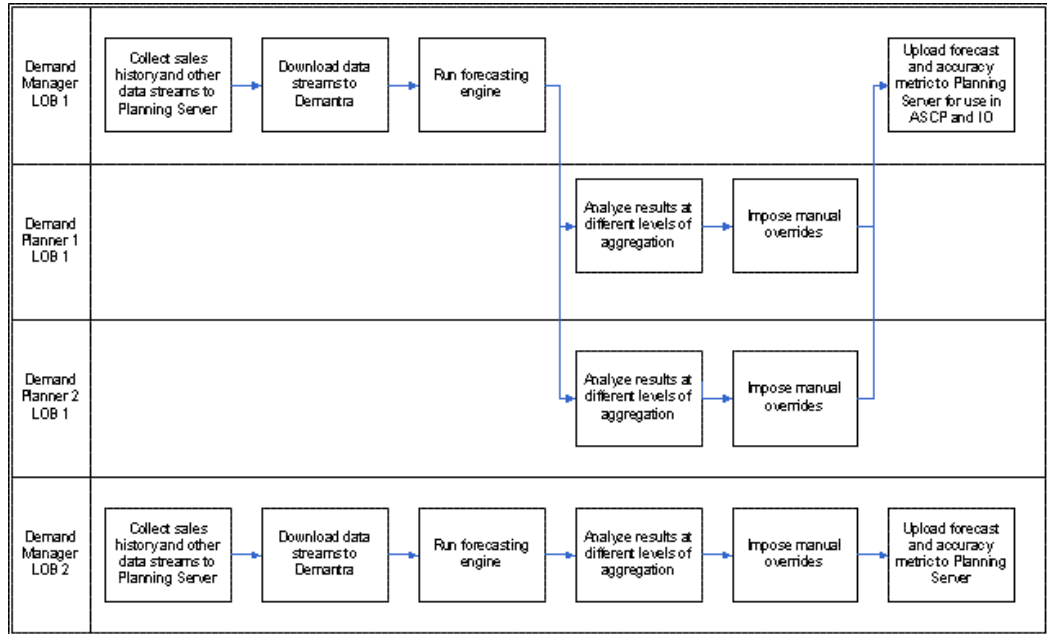 Demand
Manager
LOB 1
Collect sales
history and other
data streams to
Planning Server
Download data
streams to
Demantra
Run forecasting
engine
Upload forecast
and accuracy
metric to Planning
Server for use in
ASCP and IO
Demand
Planner 1
LOB 1
Analyze results at
different levels of
aggregation
Impose manual
overrides
Demand
Planner 2
LOB 1
Analyze results at
different levels of
aggregation
Impose manual
overrides
Demand
Manager
LOB 2
Collect sales
history and other
data streams to
Planning Server
Download data
streams to
Demantra
Run forecasting
engine
Analyze results at
different levels of
aggregation
Impose manual
overrides
Upload forecast
and accuracy
metric to Planning
Server